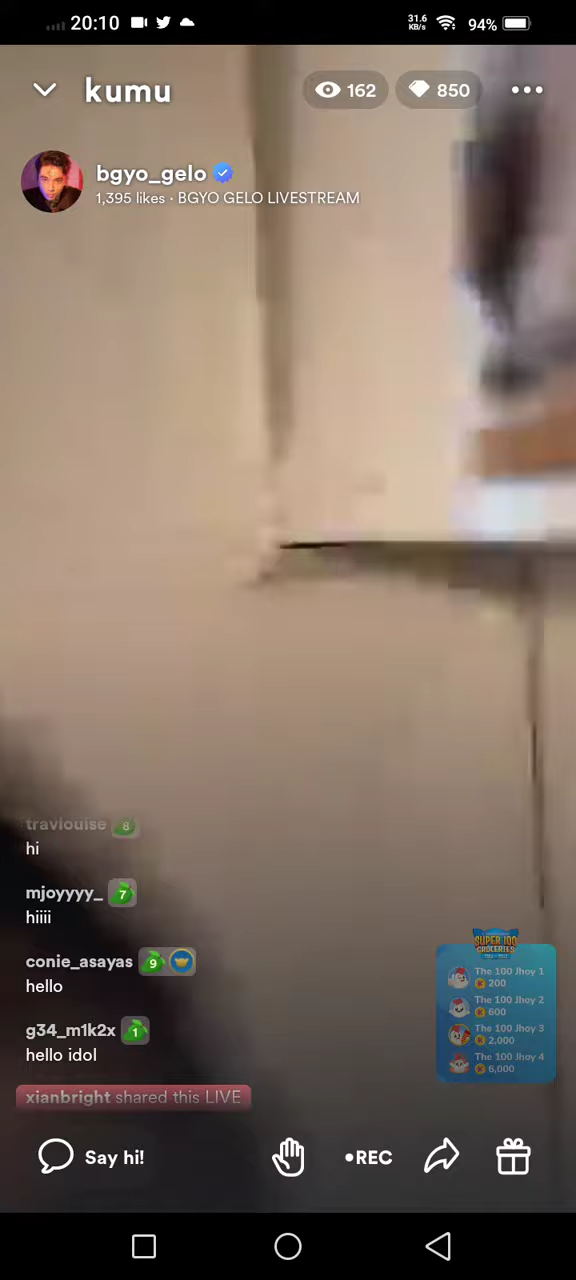 20:10
31.6
KB/s
94%
kumu
162
850
bgyo_gelo
1,395 likes · BGYO GELO LIVESTREAM
traviouise 8
hi
mjoyyyy_ 7
hiiii
conie_asayas 9
hello
g34_m1k2x 1
hello idol
xianbright shared this LIVE
SUPER 100
GROCERIES
The 100 Jhoy 1
200
The 100 Jhoy 2
600
The 100 Jhoy 3
2,000
The 100 Jhoy 4
6,000
Say hi!
•REC